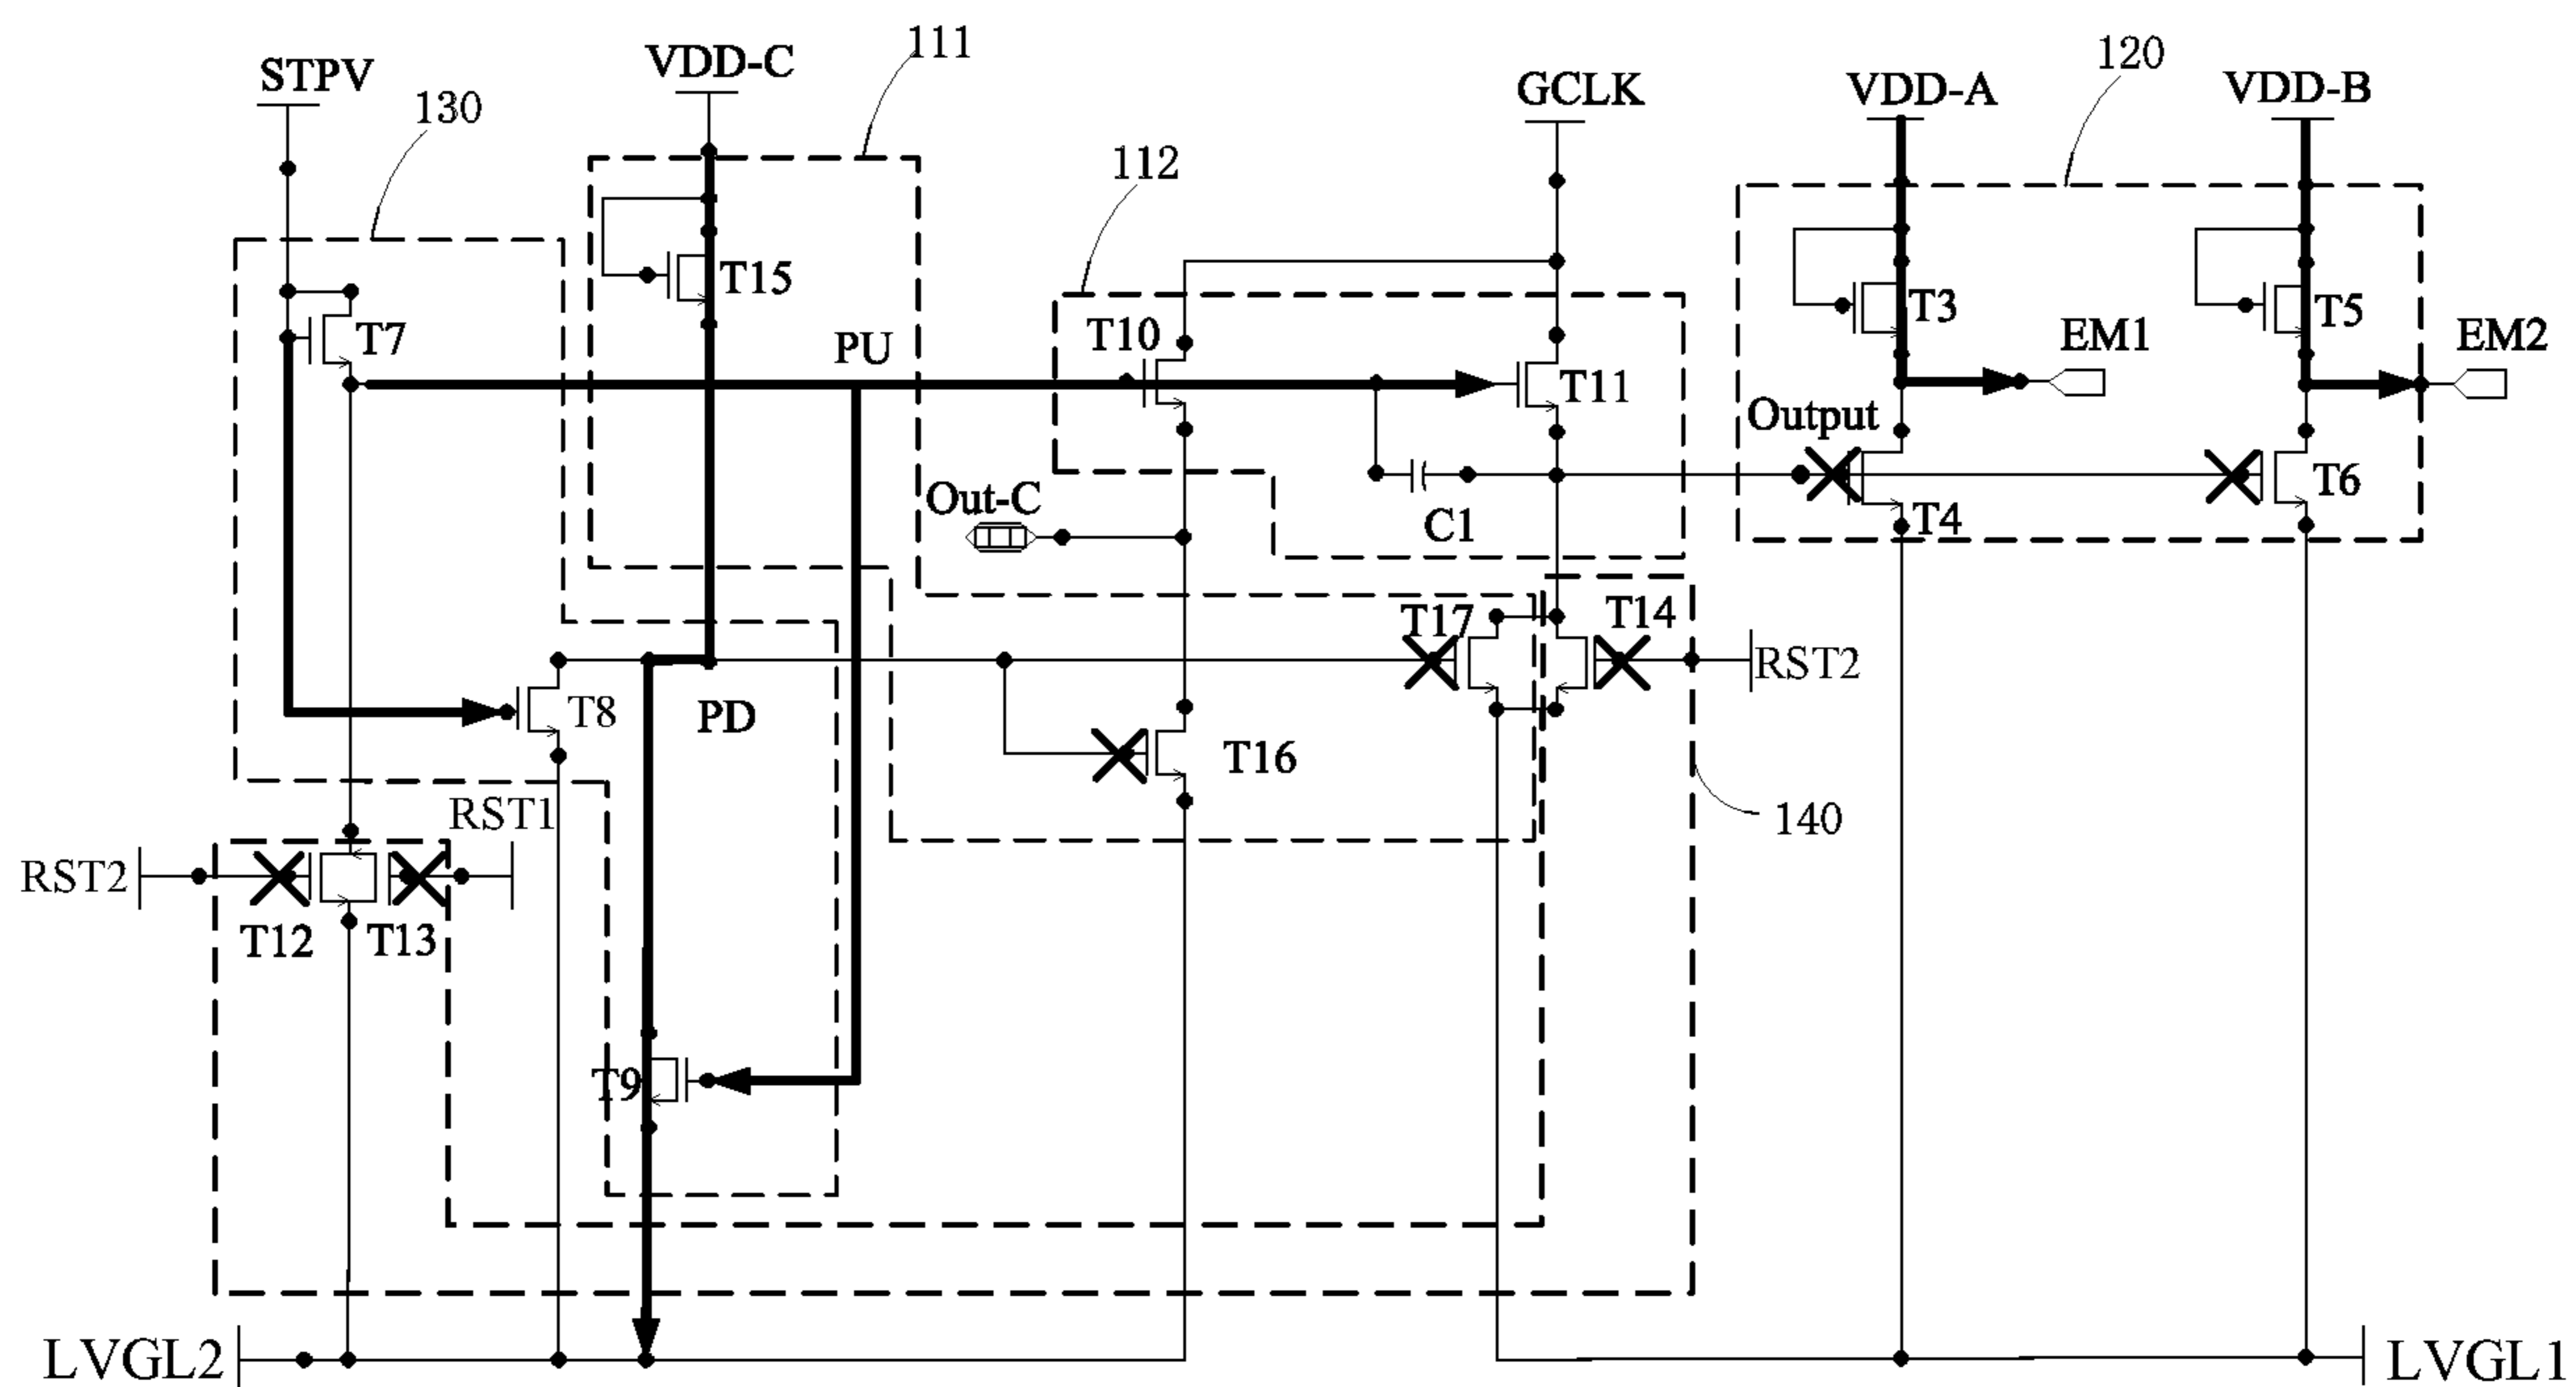 111
STPV
VDD-C
130
GCLK
VDD-A
120
VDD-B
112
T15
T7
PU
T10
T11
T3
EM1
T5
EM2
Output
Out-C
C1
T4
T6
T17
T14
RST2
T8
PD
T16
RST1
140
RST2
T12
T13
T9
LVGL2
LVGL1